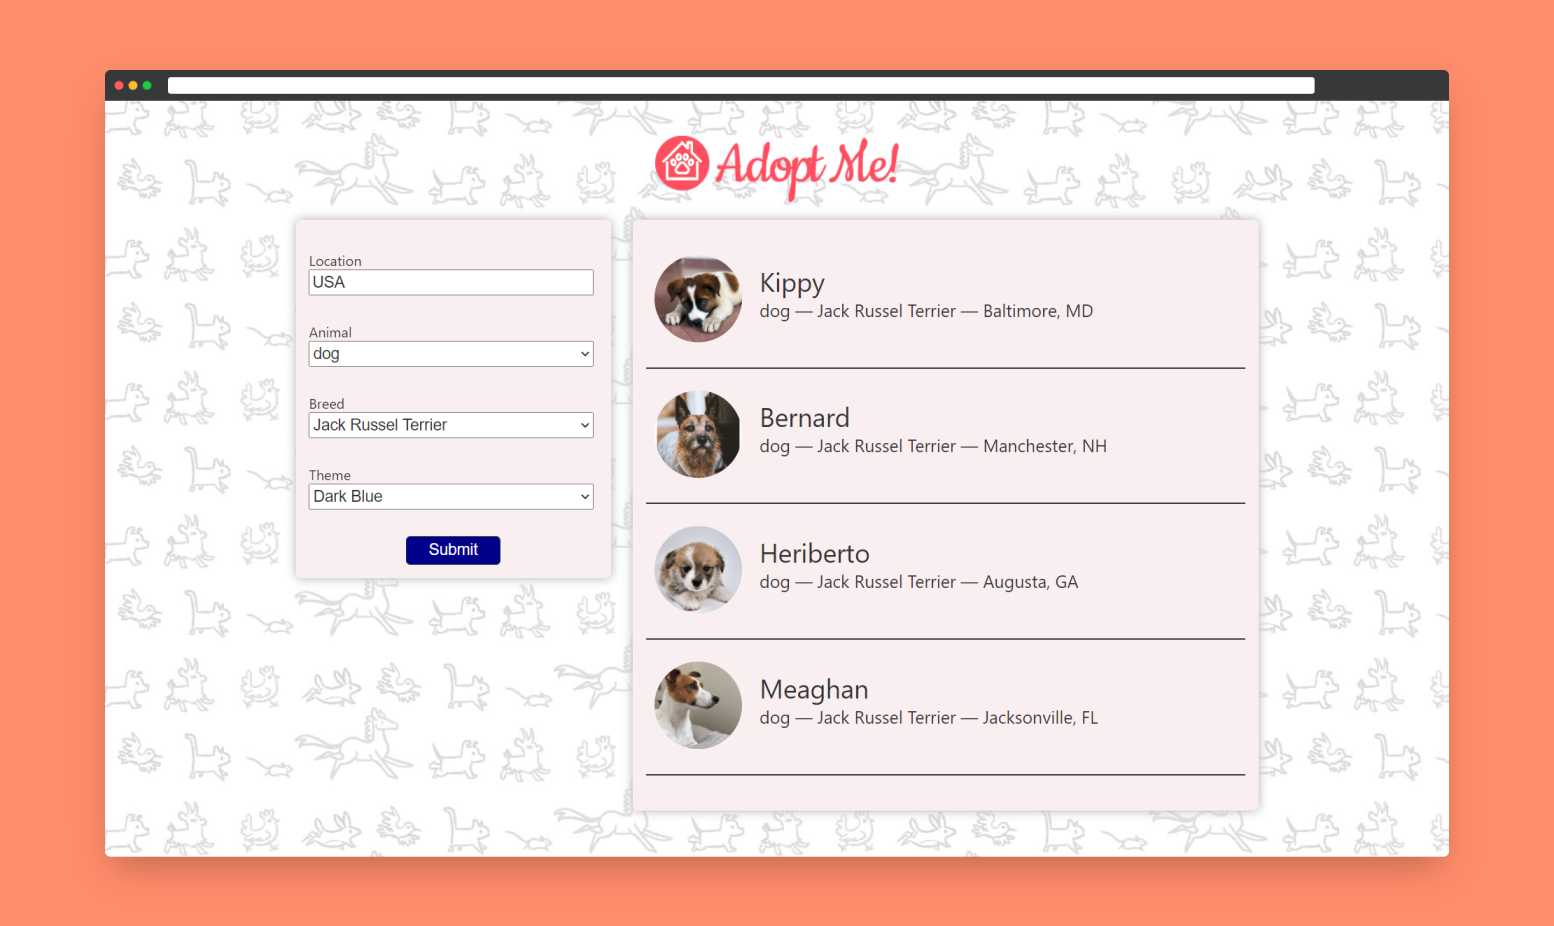 Adopt Me!
Location
USA
Animal
dog
Breed
Jack Russel Terrier
Theme
Dark Blue
Submit
Kippy
dog — Jack Russel Terrier — Baltimore, MD
Bernard
dog — Jack Russel Terrier — Manchester, NH
Heriberto
dog — Jack Russel Terrier — Augusta, GA
Meaghan
dog — Jack Russel Terrier — Jacksonville, FL